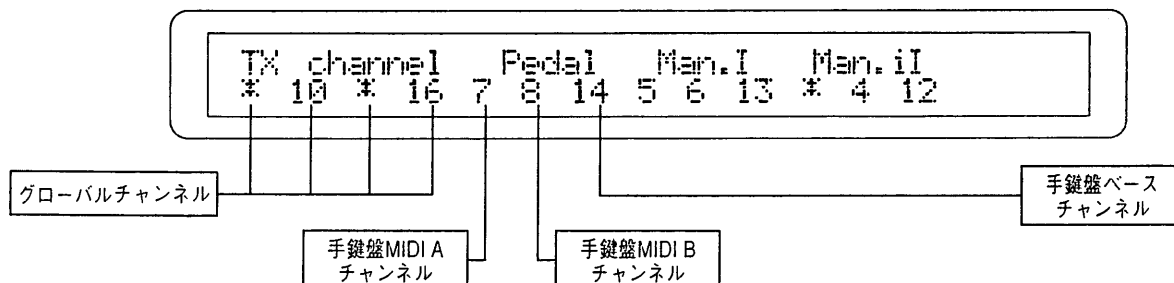 TX channel Pedal Man.I Man.iI
* 10 * 16 7 8 14 5 6 13 * 4 12
グローバルチャンネル
手鍵盤ベース
チャンネル
手鍵盤MIDI A
チャンネル
手鍵盤MIDI B
チャンネル